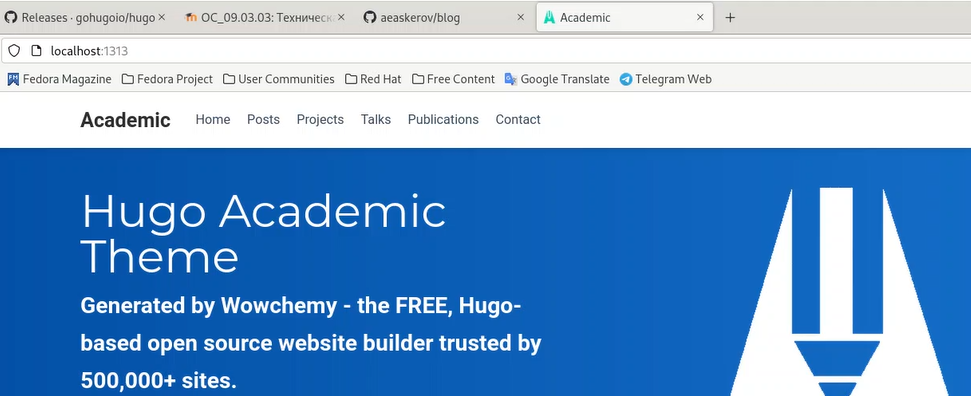 Releases · gohugoio/hugo
ОС_09.03.03: Техническ
aeaskerov/blog
Academic
localhost:1313
Fedora Magazine Fedora Project User Communities Red Hat Free Content Google Translate Telegram Web
Academic Home Posts Projects Talks Publications Contact
Hugo Academic
Theme
Generated by Wowchemy - the FREE, Hugo-
based open source website builder trusted by
500,000+ sites.